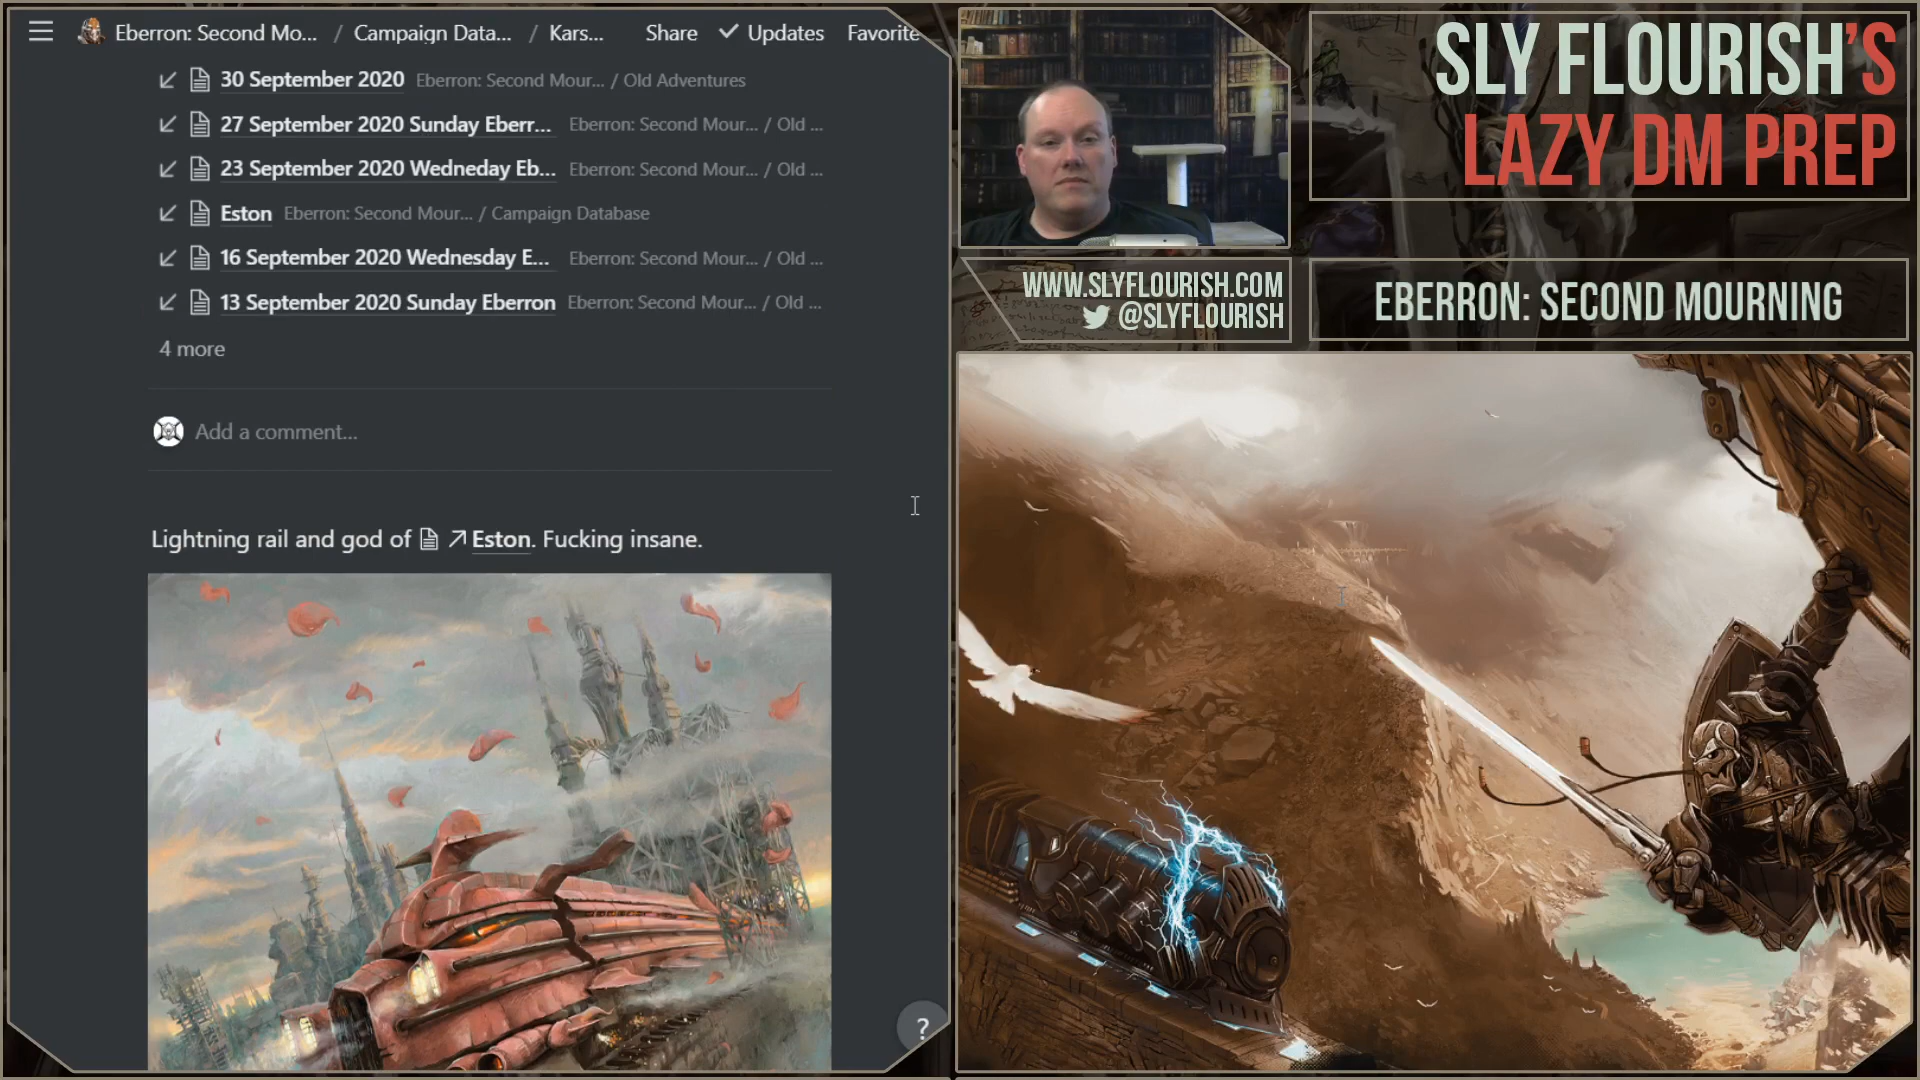 Eberron: Second Mo... / Campaign Data... / Kars... Share Updates Favorite
30 September 2020 Eberron: Second Mour... / Old Adventures
27 September 2020 Sunday Eberr... Eberron: Second Mour... / Old ...
23 September 2020 Wedneday Eb... Eberron: Second Mour... / Old ...
Eston Eberron: Second Mour... / Campaign Database
16 September 2020 Wednesday E... Eberron: Second Mour... / Old ...
13 September 2020 Sunday Eberron Eberron: Second Mour... / Old ...
4 more
Add a comment...
Lightning rail and god of Eston. Fucking insane.
?
SLY FLOURISH'S
LAZY DM PREP
WWW.SLYFLOURISH.COM
@SLYFLOURISH
EBERRON: SECOND MOURNING